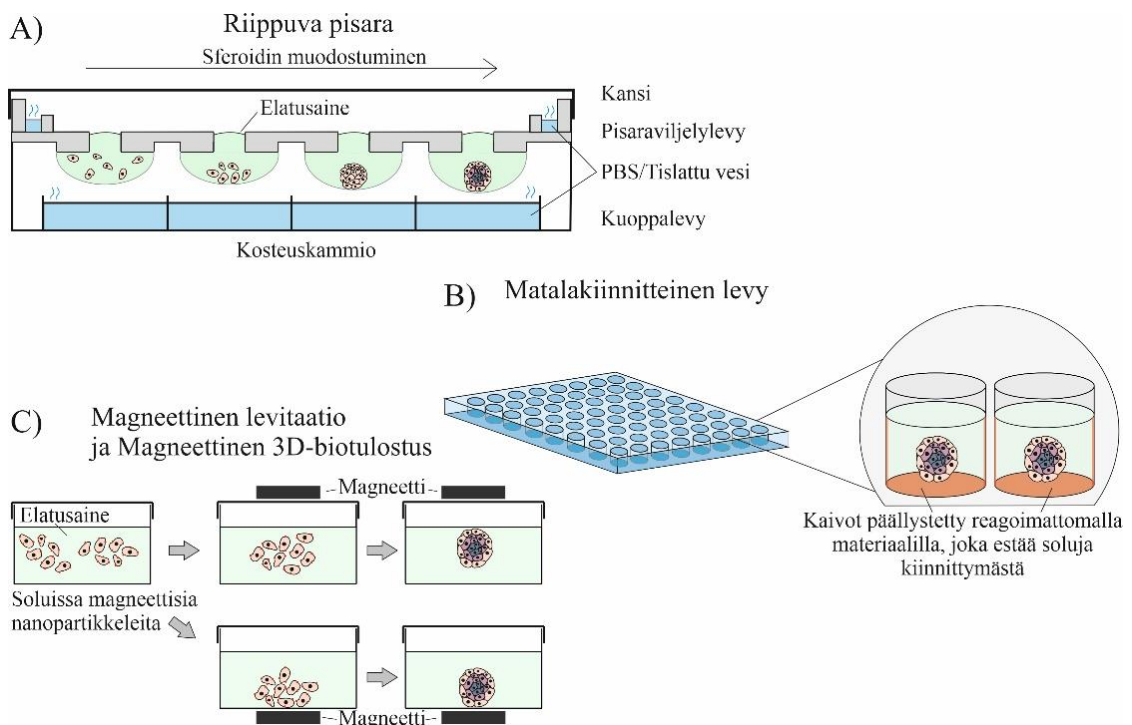 A)
Riippuva pisara
Sferoidin muodostuminen
Elatusaine
Kansi
Pisaraviljelylevy
PBS/Tislattu vesi
Kuoppalevy
Kosteuskammio
B)
Matalakiinnitteinen levy
Kaivot päällystetty reagoimattomalla
materiaalilla, joka estää soluja
kiinnittymästä
C)
Magneettinen levitaatio
ja Magneettinen 3D-biotulostus
Magneetti
Elatusaine
Soluissa magneettisia
nanopartikkeleita
Magneetti